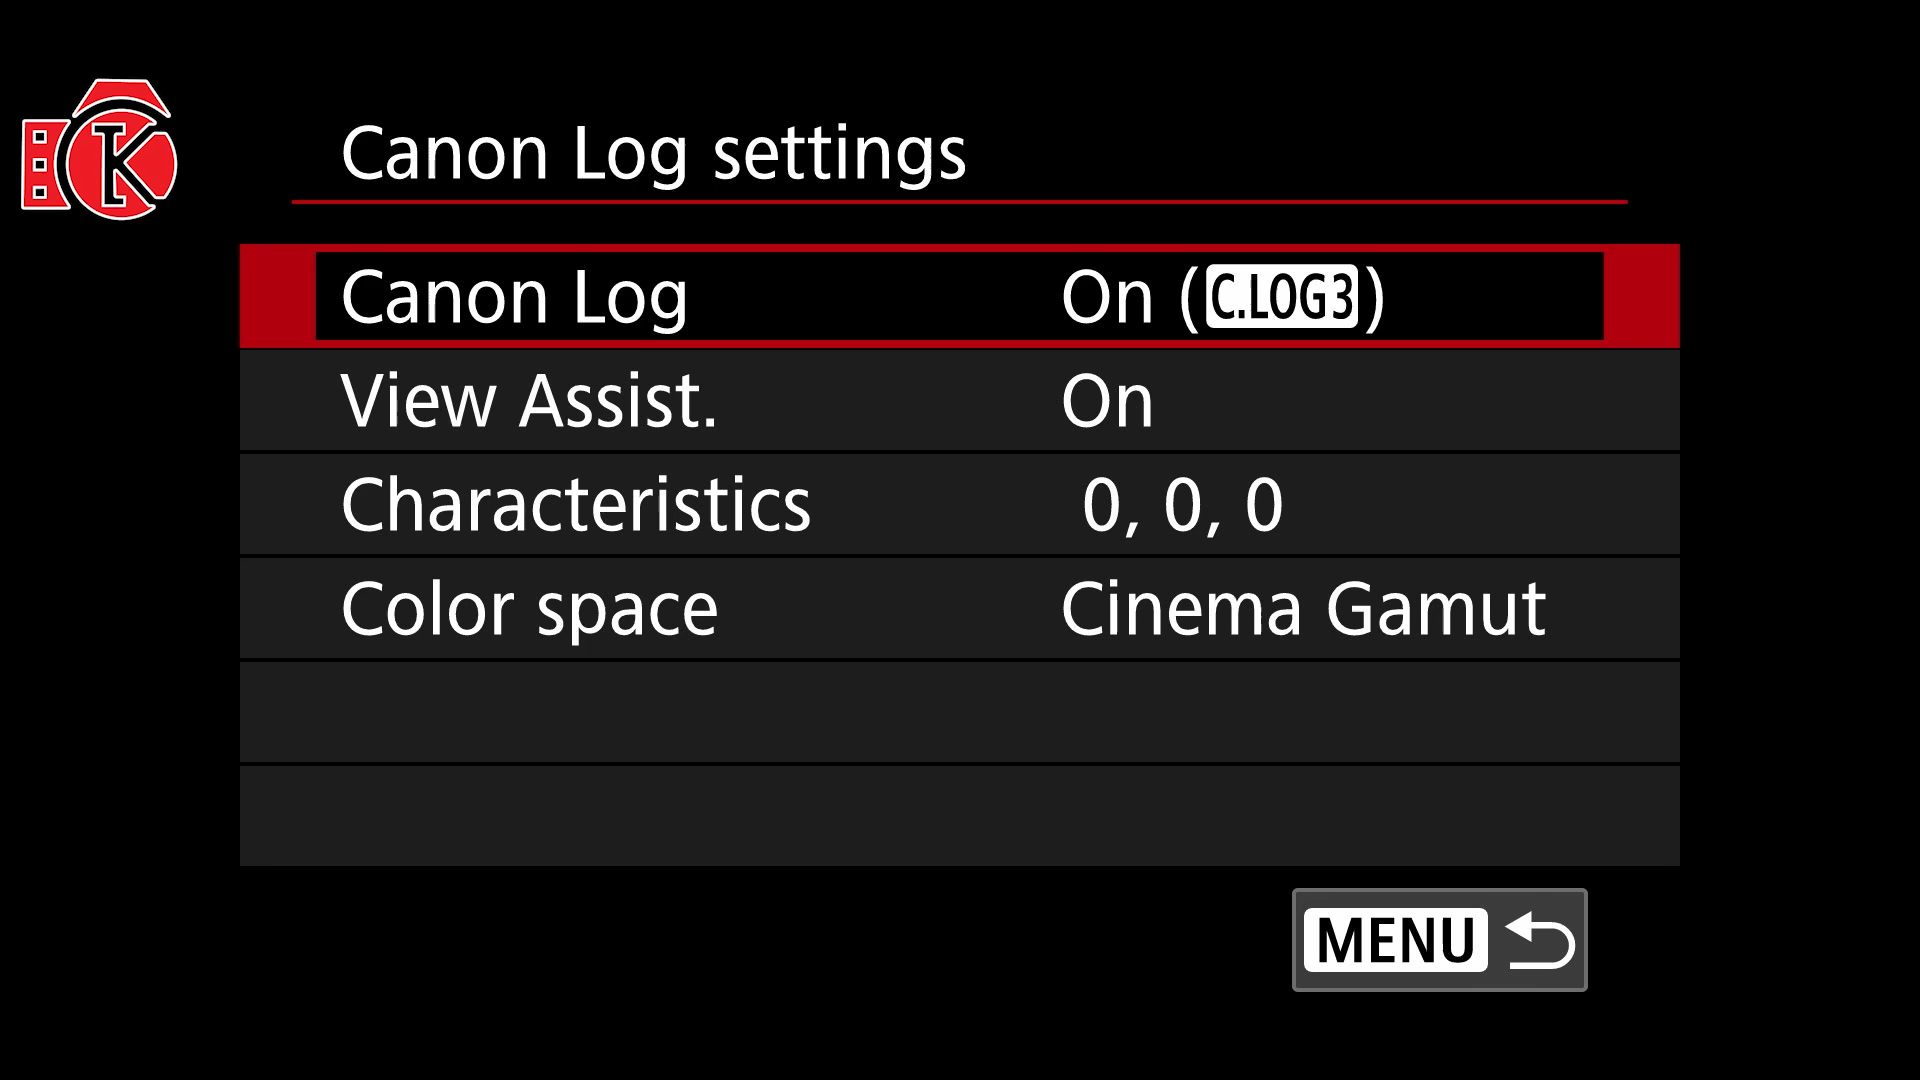 K
Canon Log settings
Canon Log On (C.LOG3)
View Assist. On
Characteristics 0, 0, 0
Color space Cinema Gamut
MENU